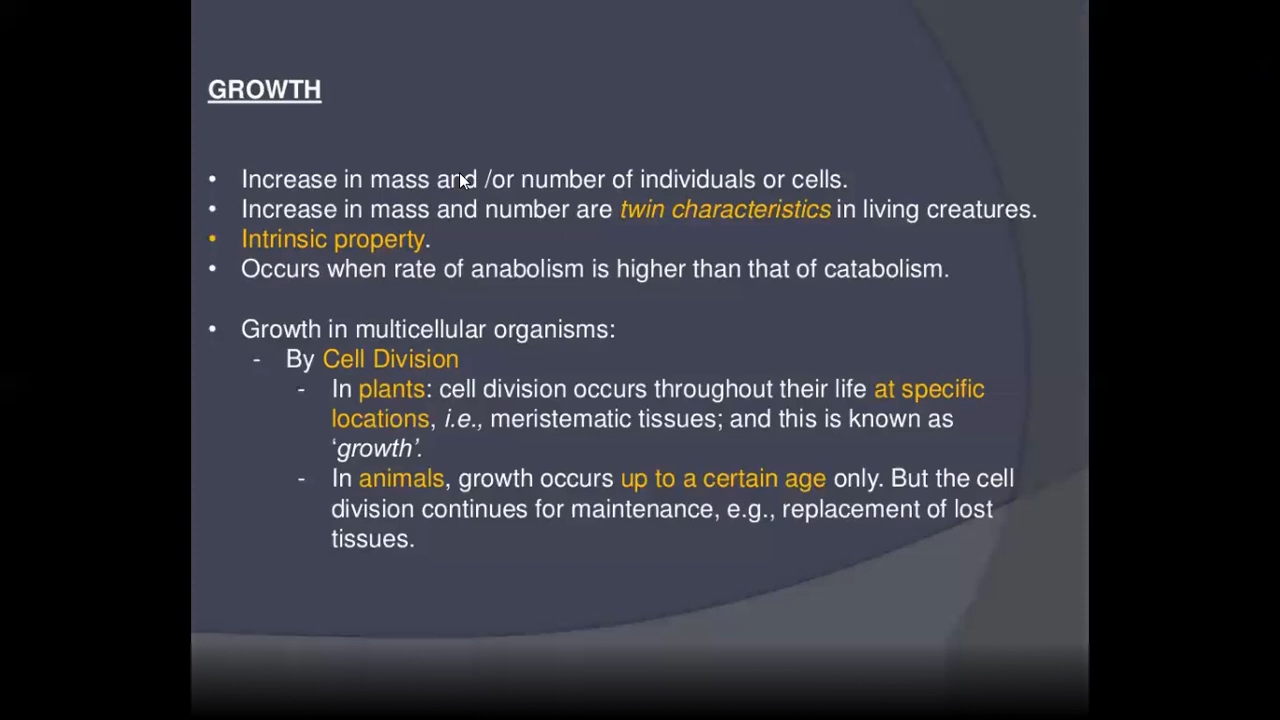 GROWTH
• Increase in mass and /or number of individuals or cells.
• Increase in mass and number are twin characteristics in living creatures.
• Intrinsic property.
• Occurs when rate of anabolism is higher than that of catabolism.
• Growth in multicellular organisms:
- By Cell Division
- In plants: cell division occurs throughout their life at specific
locations, i.e., meristematic tissues; and this is known as
‘growth’.
- In animals, growth occurs up to a certain age only. But the cell
division continues for maintenance, e.g., replacement of lost
tissues.